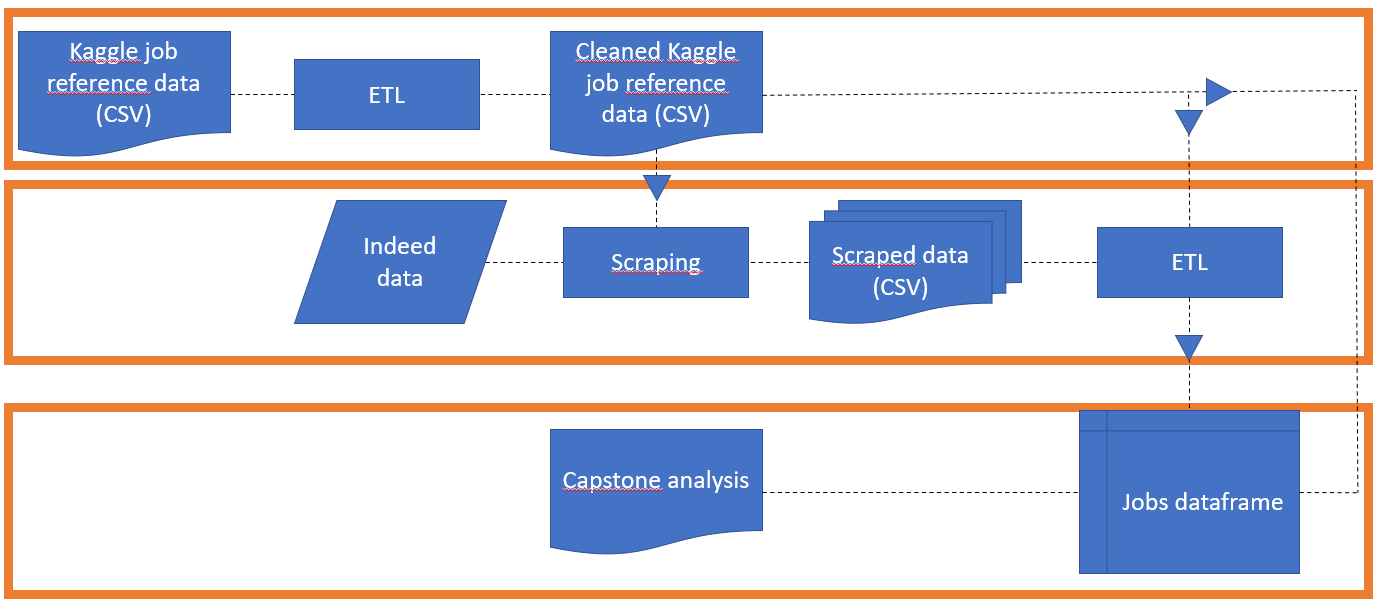 Kaggle job
reference data
(CSV)
ETL
Cleaned Kaggle
job reference
data (CSV)
Indeed
data
Scraping
Scraped data
(CSV)
ETL
Capstone analysis
Jobs dataframe